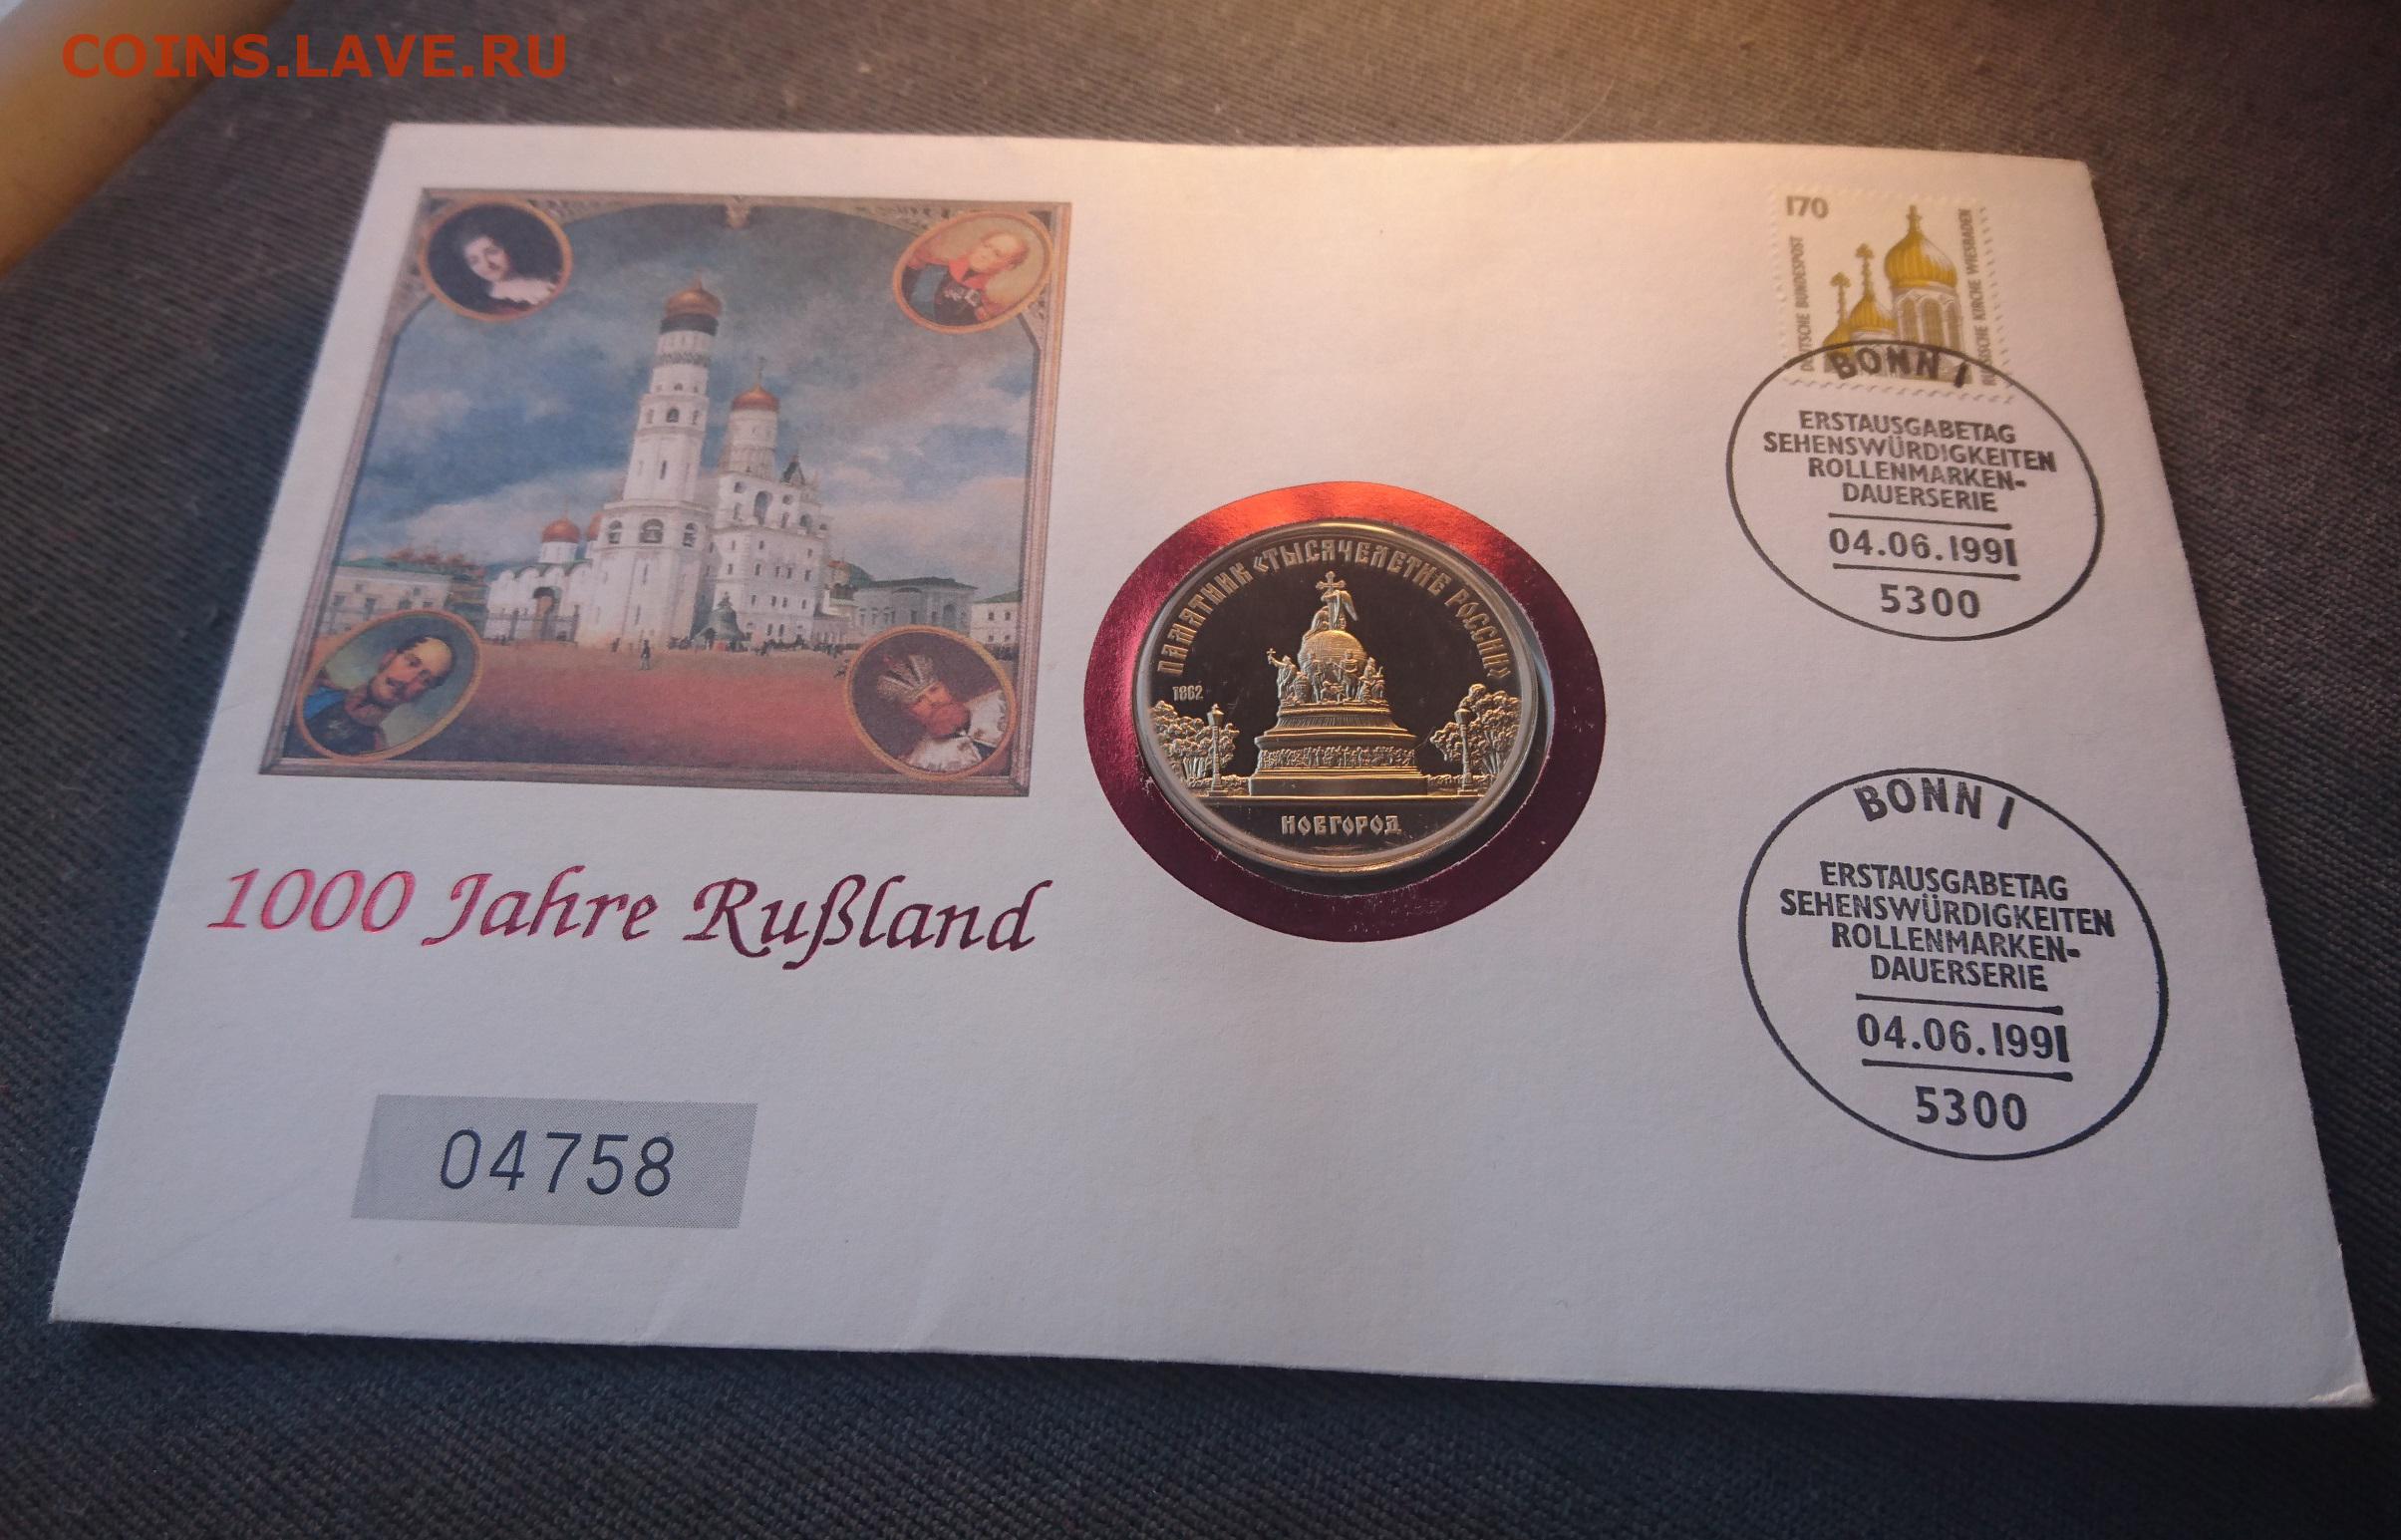 COINS.LAVE.RU
170
DEUTSCHE BUNDESPOST
RUSSISCHE KIRCHE WIESBADEN
BONN 1
ERSTAUSGABETAG
SEHENSWÜRDIGKEITEN
ROLLENMARKEN-
DAUERSERIE
04.06.1991
5300
ПАМЯТНИК «ТЫСЯЧЕЛЕТИЕ РОССИИ»
1862
НОВГОРОД
BONN 1
ERSTAUSGABETAG
SEHENSWÜRDIGKEITEN
ROLLENMARKEN-
DAUERSERIE
04.06.1991
5300
1000 Jahre Rußland
04758